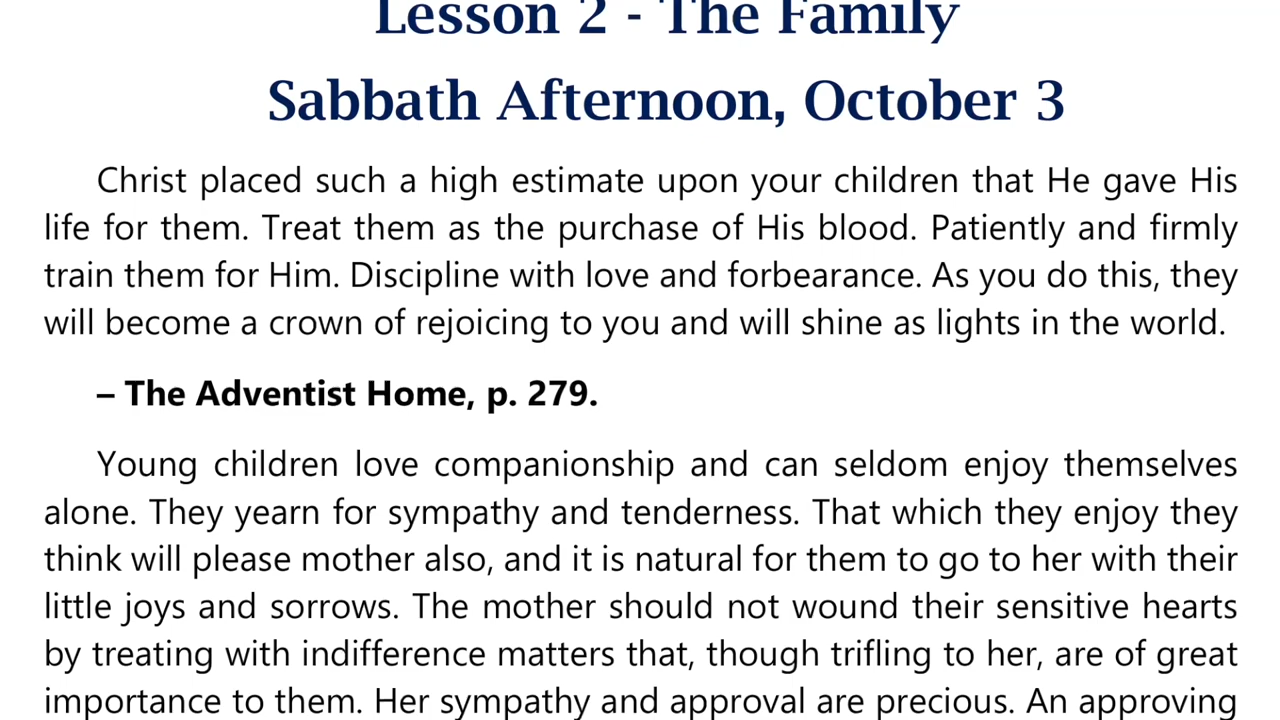 Lesson 2 - The Family
Sabbath Afternoon, October 3
Christ placed such a high estimate upon your children that He gave His
life for them. Treat them as the purchase of His blood. Patiently and firmly
train them for Him. Discipline with love and forbearance. As you do this, they
will become a crown of rejoicing to you and will shine as lights in the world.
– The Adventist Home, p. 279.
Young children love companionship and can seldom enjoy themselves
alone. They yearn for sympathy and tenderness. That which they enjoy they
think will please mother also, and it is natural for them to go to her with their
little joys and sorrows. The mother should not wound their sensitive hearts
by treating with indifference matters that, though trifling to her, are of great
importance to them. Her sympathy and approval are precious. An approving